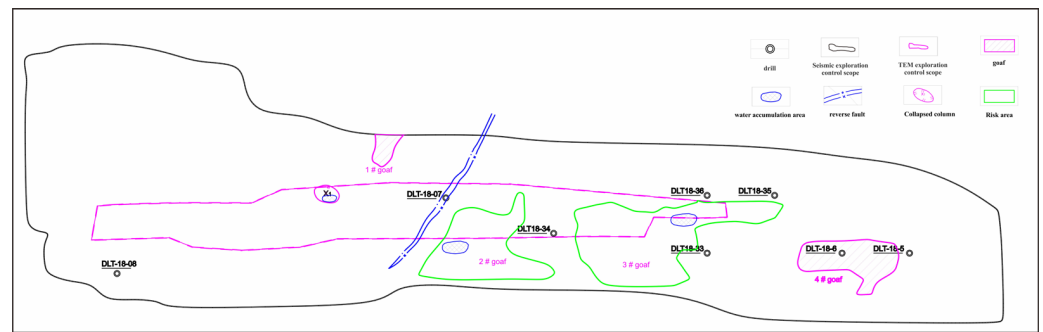 drill
Seismic exploration
control scope
TEM exploration
control scope
goaf
water accumulation area
reverse fault
Collapsed column
Risk area
1 # goaf
X1
DLT-18-07
DLT18-36
DLT18-35
DLT18-34
DLT18-33
DLT-18-6
DLT-18-5
DLT-18-08
2 # goaf
3 # goaf
4 # goaf